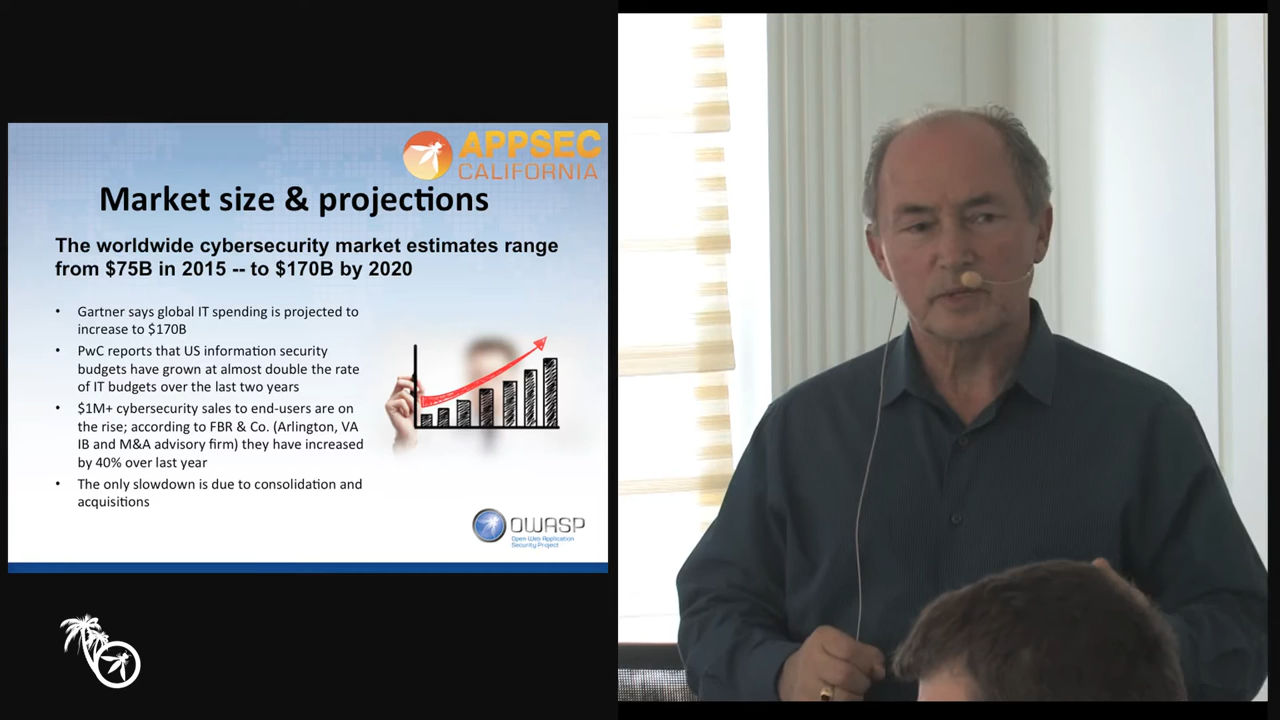 APPSEC
CALIFORNIA
Market size & projections
The worldwide cybersecurity market estimates range
from $75B in 2015 -- to $170B by 2020
• Gartner says global IT spending is projected to
increase to $170B
• PwC reports that US information security
budgets have grown at almost double the rate
of IT budgets over the last two years
• $1M+ cybersecurity sales to end-users are on
the rise; according to FBR & Co. (Arlington, VA
IB and M&A advisory firm) they have increased
by 40% over last year
• The only slowdown is due to consolidation and
acquisitions
OWASP
Open Web Application
Security Project